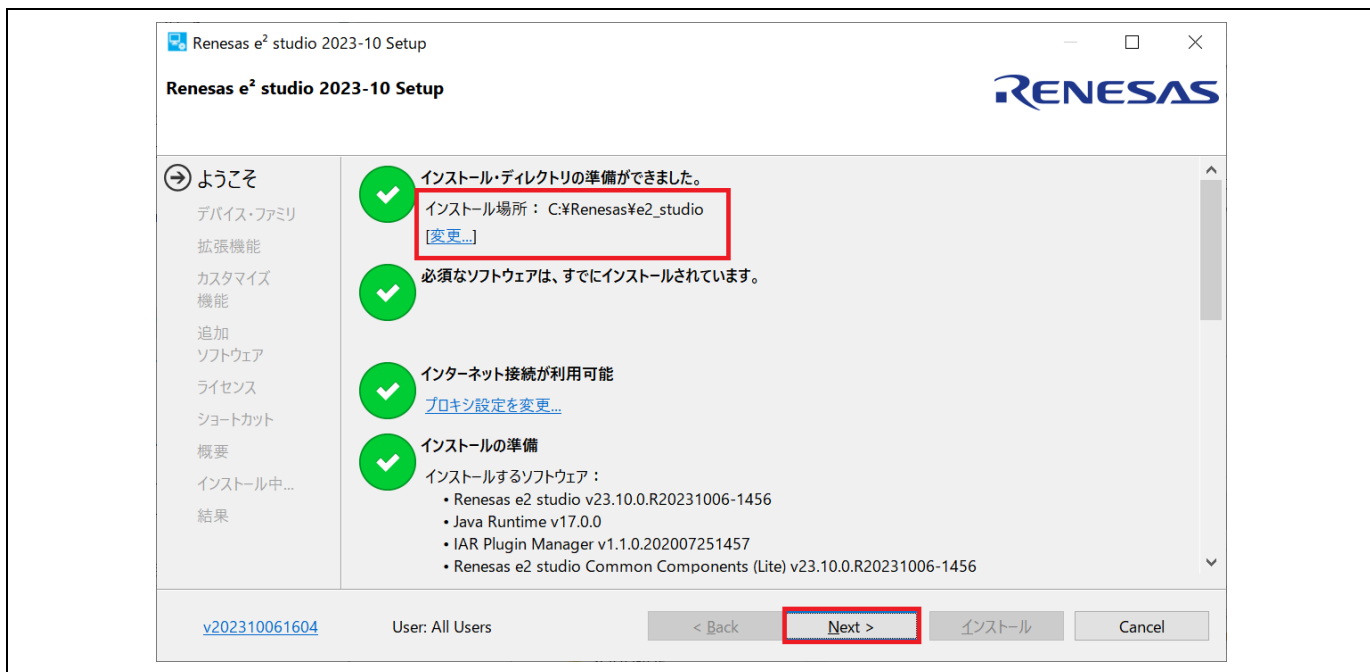 Renesas e² studio 2023-10 Setup
Renesas e² studio 2023-10 Setup
RENESAS
ようこそ
デバイス・ファミリ
拡張機能
カスタマイズ
機能
追加
ソフトウェア
ライセンス
ショートカット
概要
インストール中...
結果
インストール・ディレクトリの準備ができました。
インストール場所： C:¥Renesas¥e2_studio
[変更...]
必須なソフトウェアは、すでにインストールされています。
インターネット接続が利用可能
プロキシ設定を変更...
インストールの準備
インストールするソフトウェア：
• Renesas e2 studio v23.10.0.R20231006-1456
• Java Runtime v17.0.0
• IAR Plugin Manager v1.1.0.202007251457
• Renesas e2 studio Common Components (Lite) v23.10.0.R20231006-1456
v202310061604
User: All Users
< Back
Next >
インストール
Cancel